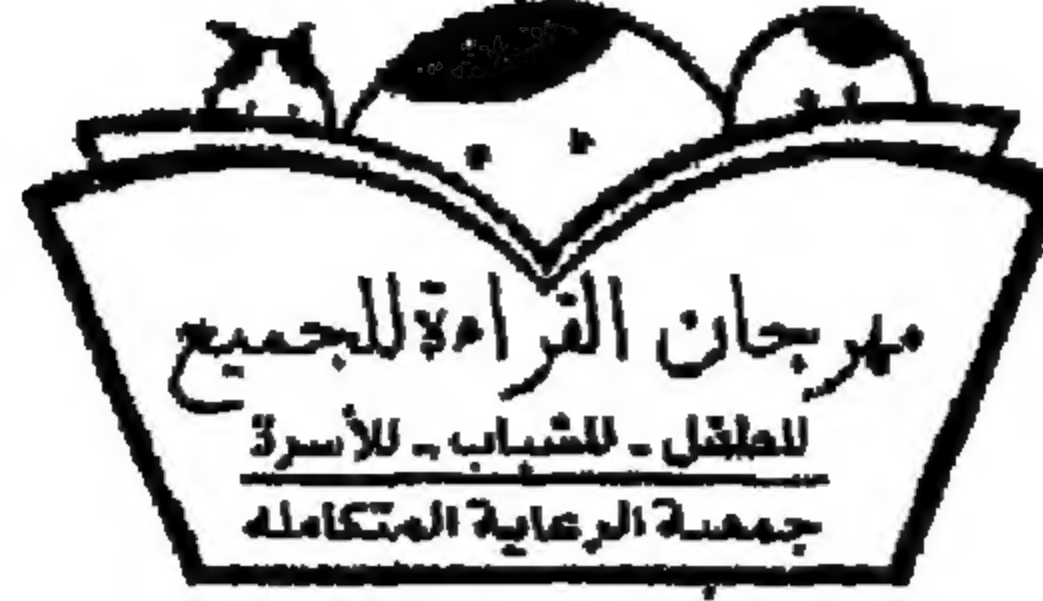 مهرجان القراءة للجميع
للطفل - للشباب - للأسرة
جمعية الرعاية المتكامله